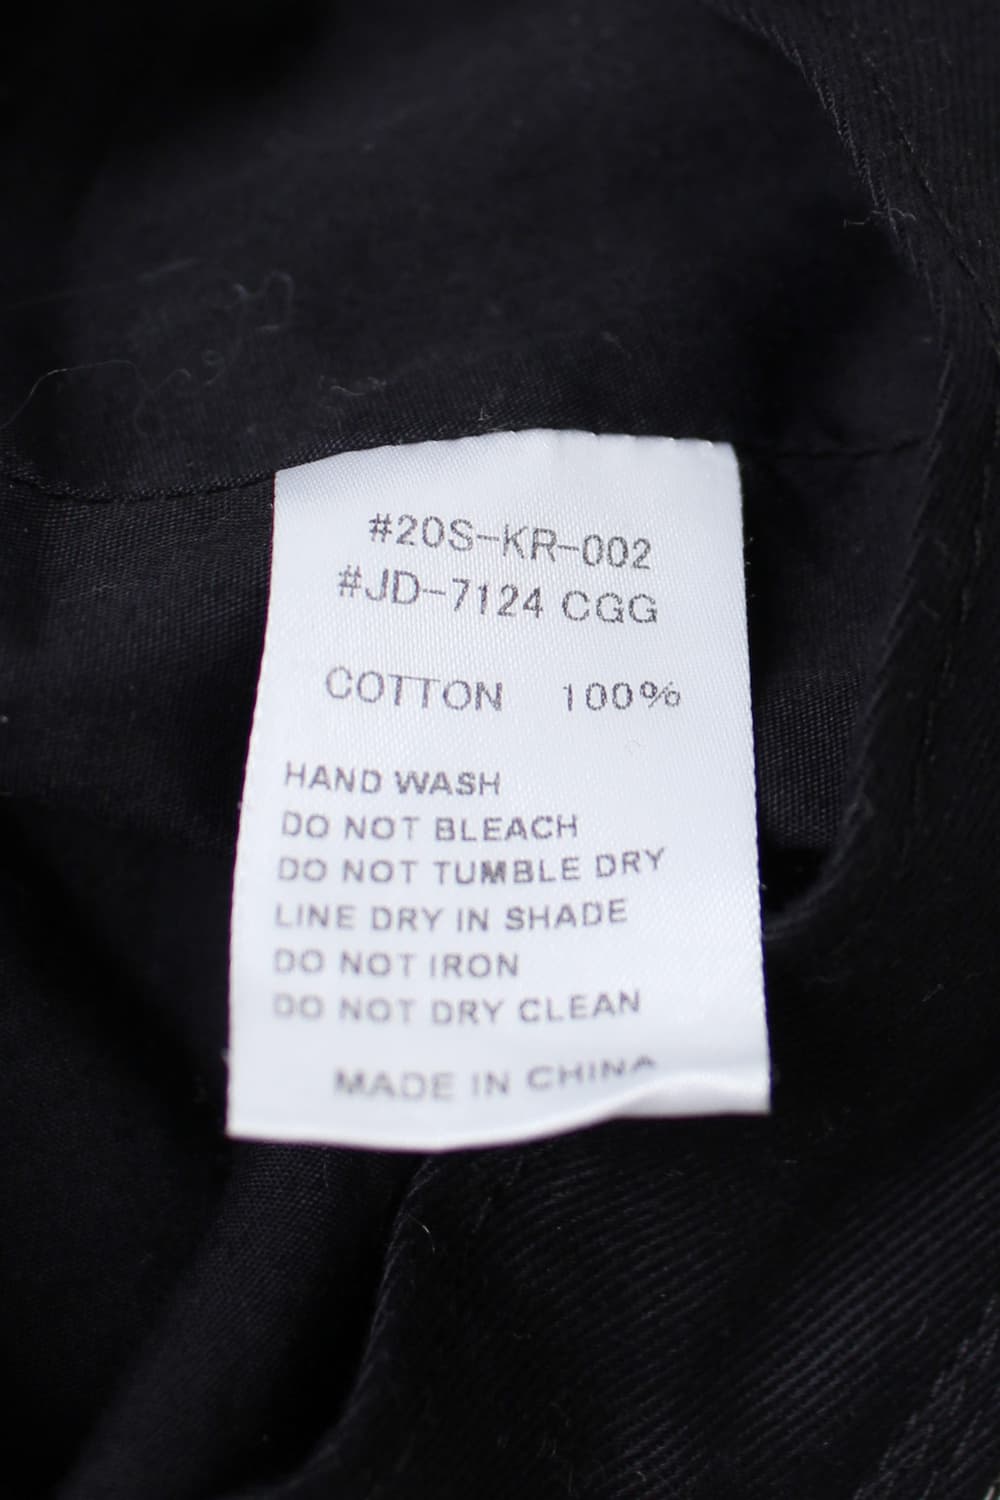 #20S-KR-002
#JD-7124 CGG
COTTON 100%
HAND WASH
DO NOT BLEACH
DO NOT TUMBLE DRY
LINE DRY IN SHADE
DO NOT IRON
DO NOT DRY CLEAN
MADE IN CHINA